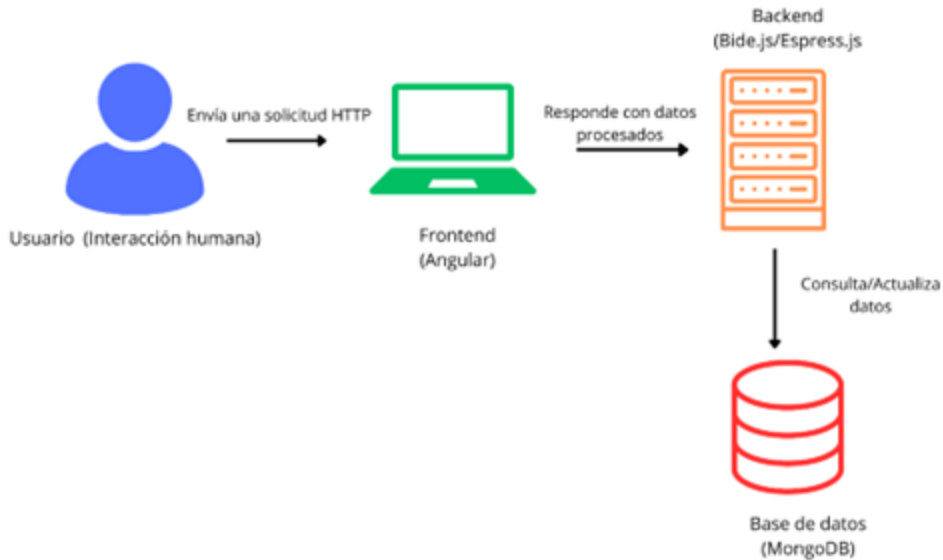 Backend
(Bide.js/Espress.js
Envía una solicitud HTTP
Responde con datos
procesados
Usuario (Interacción humana)
Frontend
(Angular)
Consulta/Actualiza
datos
Base de datos
(MongoDB)